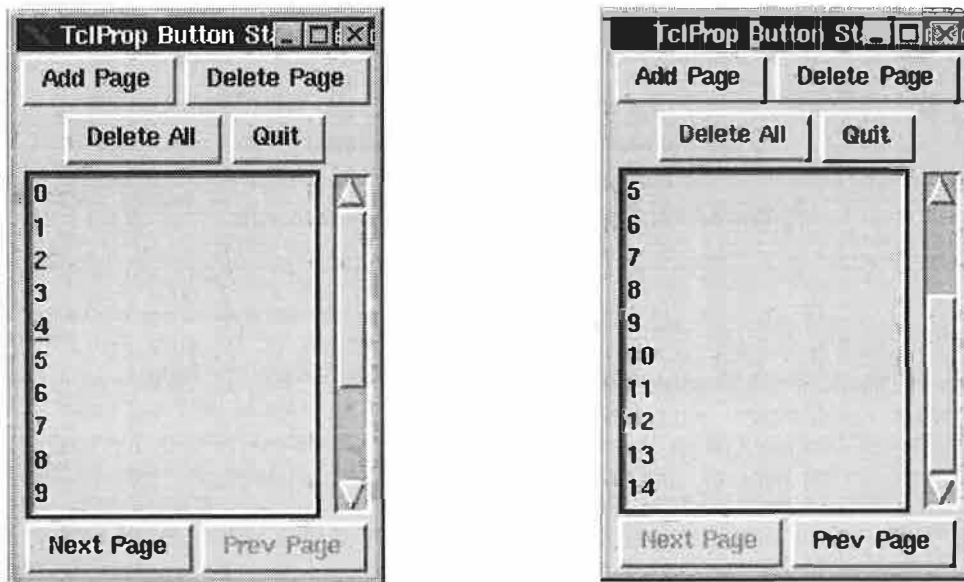 TclProp Button Sta
Add Page Delete Page
Delete All Quit
0
1
2
3
4
5
6
7
8
9
Next Page Prev Page
TclProp Button
Add Page Delete Page
Delete All Quit
5
6
7
8
9
10
11
12
13
14
Next Page Prev Page